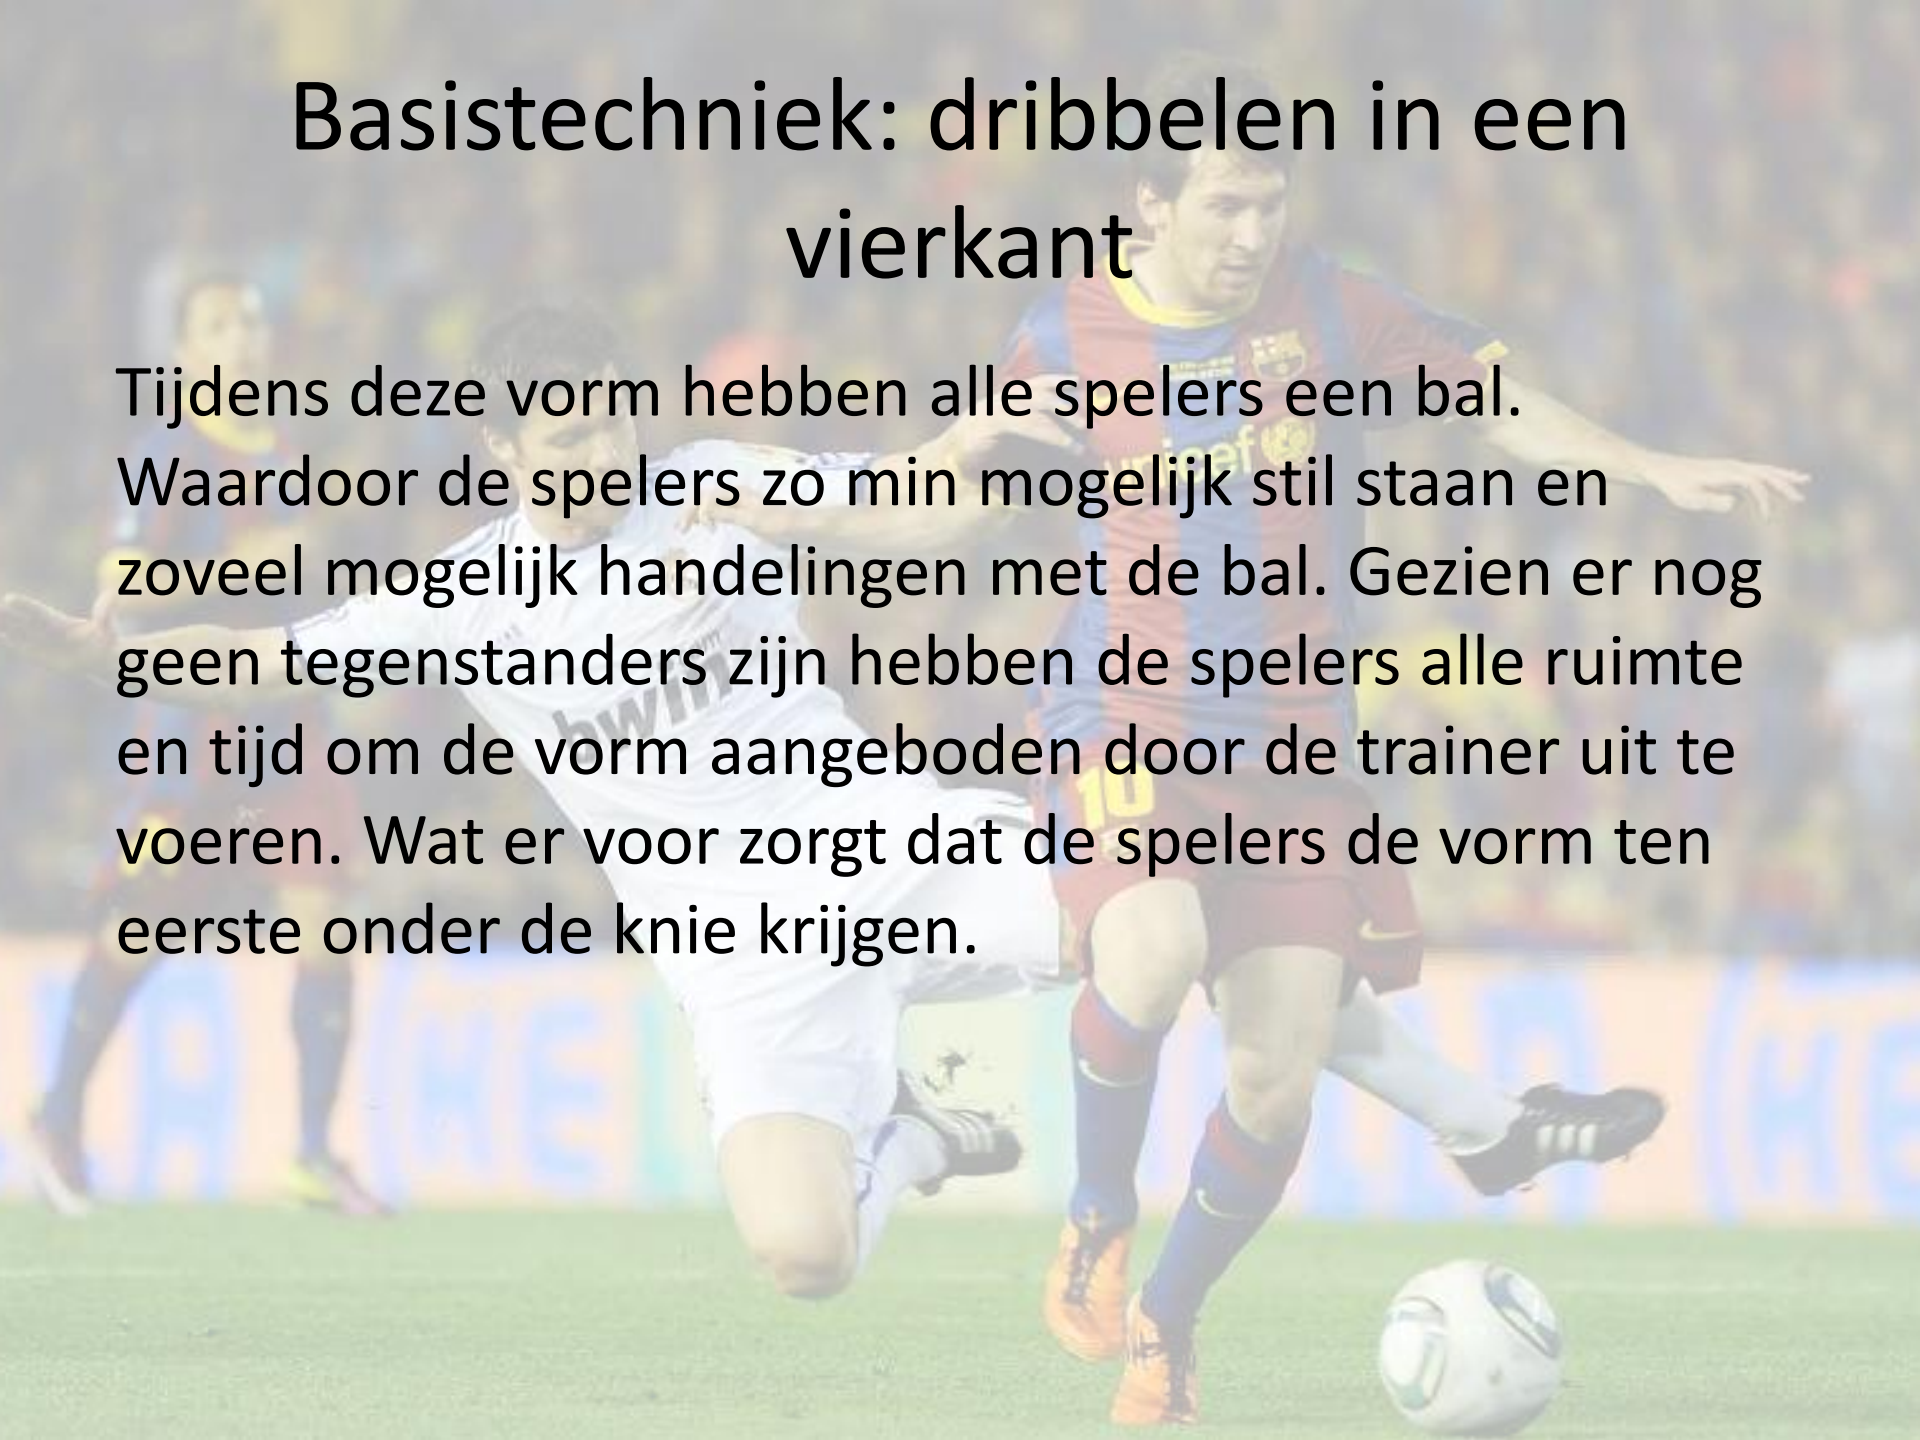 Basistechniek: dribbelen in een
vierkant
Tijdens deze vorm hebben alle spelers een bal.
Waardoor de spelers zo min mogelijk stil staan en
zoveel mogelijk handelingen met de bal. Gezien er nog
geen tegenstanders zijn hebben de spelers alle ruimte
en tijd om de vorm aangeboden door de trainer uit te
voeren. Wat er voor zorgt dat de spelers de vorm ten
eerste onder de knie krijgen.
unicef
bwin
10